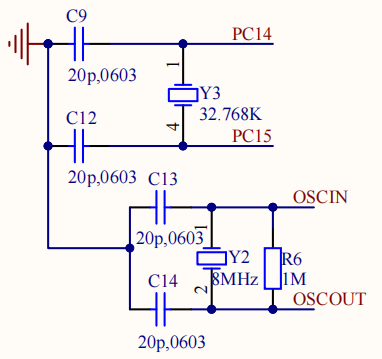 C9
PC14
20p,0603
1
Y3
32.768K
C12
4
PC15
20p,0603
C13
OSCIN
20p,0603
1
Y2
R6
8MHz
1M
C14
2
OSCOUT
20p,0603